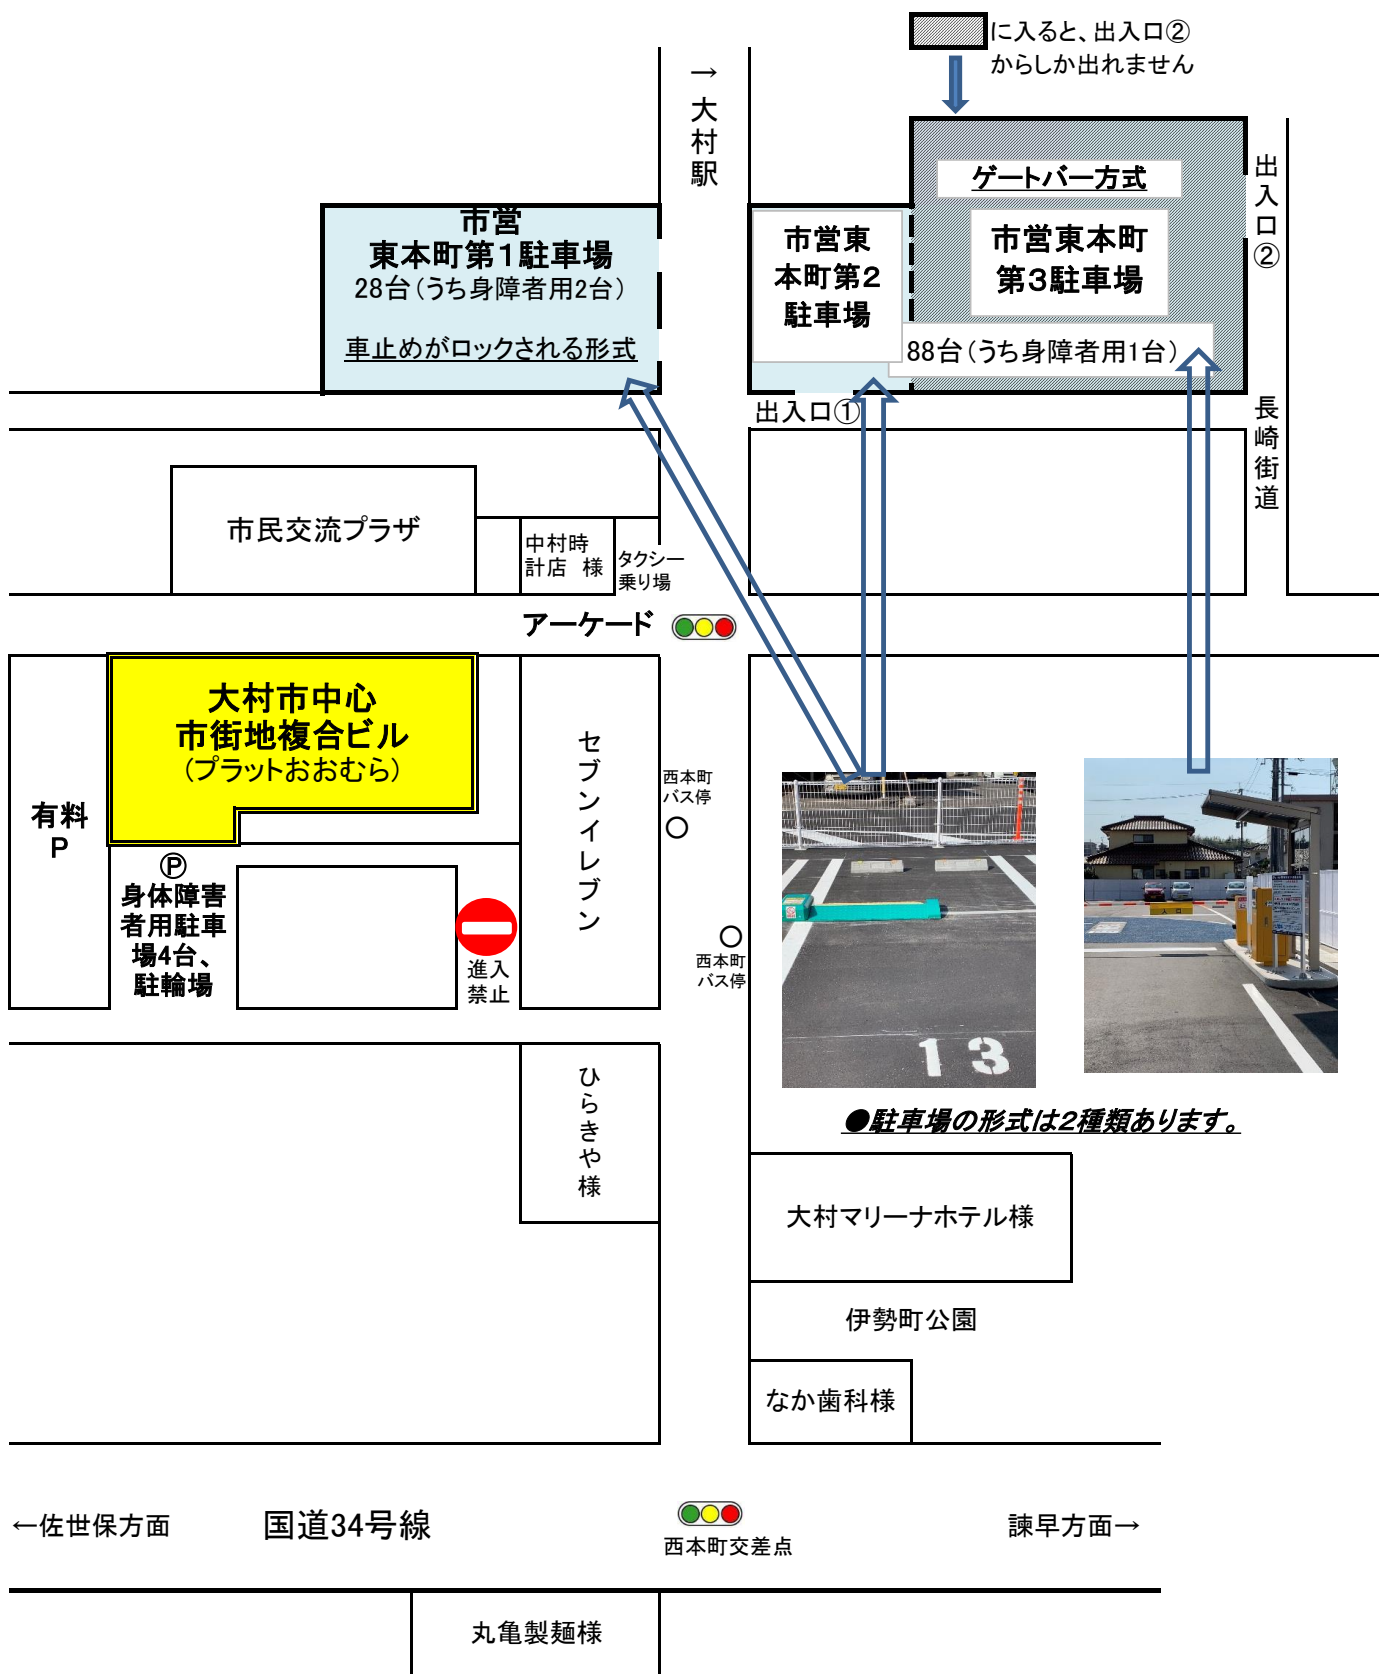 に入ると、出入口②
からしか出れません
→
大村駅
ゲートバー方式
出入口②
市営
東本町第1駐車場
28台(うち身障者用2台)
車止めがロックされる形式
市営東
本町第2
駐車場
市営東本町
第3駐車場
88台(うち身障者用1台)
出入口①
長崎街道
市民交流プラザ
中村時
計店 様
タクシー
乗り場
アーケード
大村市中心
市街地複合ビル
(プラットおおむら)
セブンイレブン
西本町
バス停
有料
P
Ⓟ
身体障害
者用駐車
場4台、
駐輪場
進入
禁止
西本町
バス停
入口
13
●駐車場の形式は2種類あります。
ひらきや様
大村マリーナホテル様
伊勢町公園
なか歯科様
←佐世保方面
国道34号線
西本町交差点
諫早方面→
丸亀製麺様